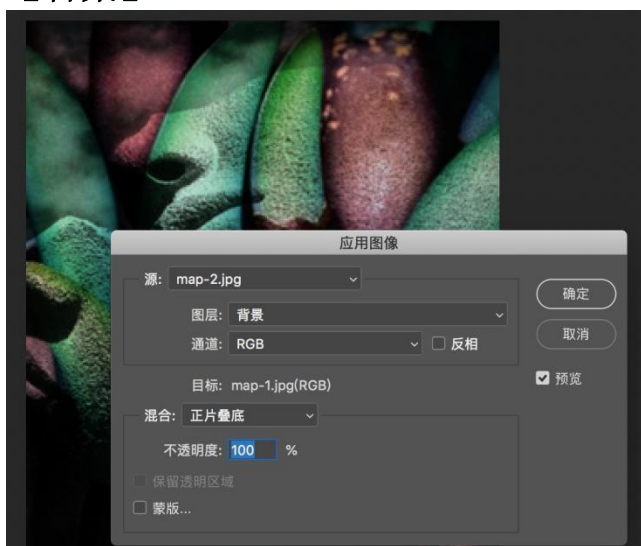 应用图像
源: map-2.jpg
确定
图层: 背景
通道: RGB
反相
取消
目标: map-1.jpg(RGB)
预览
混合: 正片叠底
不透明度: 100 %
保留透明区域
蒙版...